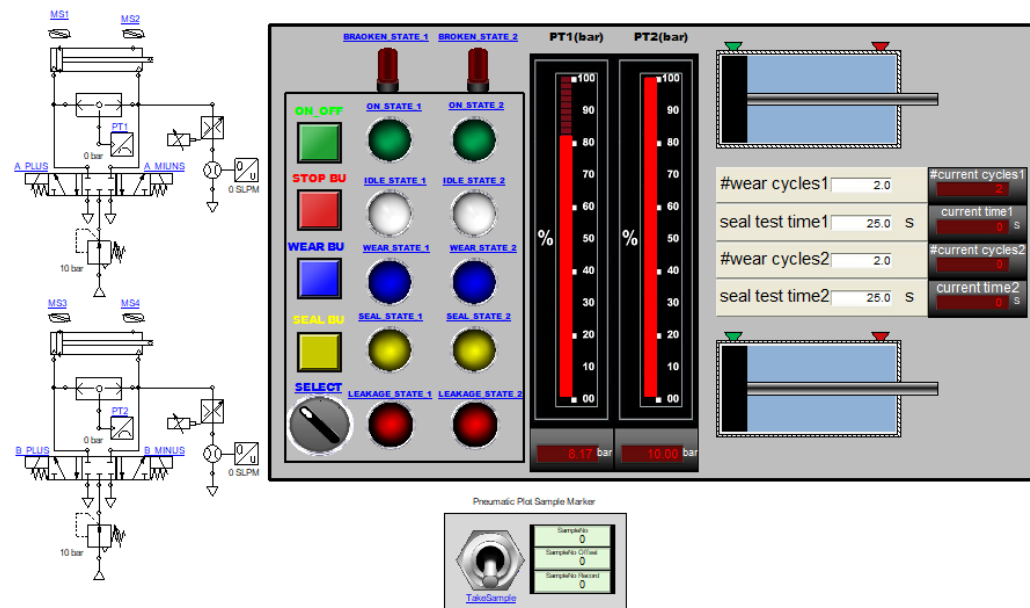 MS1 MS2
PT1
0 bar
A_PLUS A_MIUNS
0 SLPM
10 bar
MS3 MS4
PT2
0 bar
B_PLUS B_MINUS
0 SLPM
10 bar
BRAOKEN_STATE_1 BROKEN_STATE_2
ON_OFF
ON_STATE_1 ON_STATE_2
STOP BU
IDLE_STATE_1 IDLE_STATE_2
WEAR BU
WEAR_STATE_1 WEAR_STATE_2
SEAL BU
SEAL_STATE_1 SEAL_STATE_2
SELECT
LEAKAGE_STATE_1 LEAKAGE_STATE_2
PT1(bar) PT2(bar)
100 100
90 90
80 80
70 70
60 60
% 50 % 50
40 40
30 30
20 20
10 10
00 00
8.17 bar 10.00 bar
#wear cycles1 2.0
#current cycles1
2
seal test time1 25.0 s
current time1
0 s
#wear cycles2 2.0
#current cycles2
0
seal test time2 25.0 s
current time2
0 s
Pneumatic Plot Sample Marker
SampleNo
0
SampleNo Offset
0
SampleNo Record
0
TakeSample